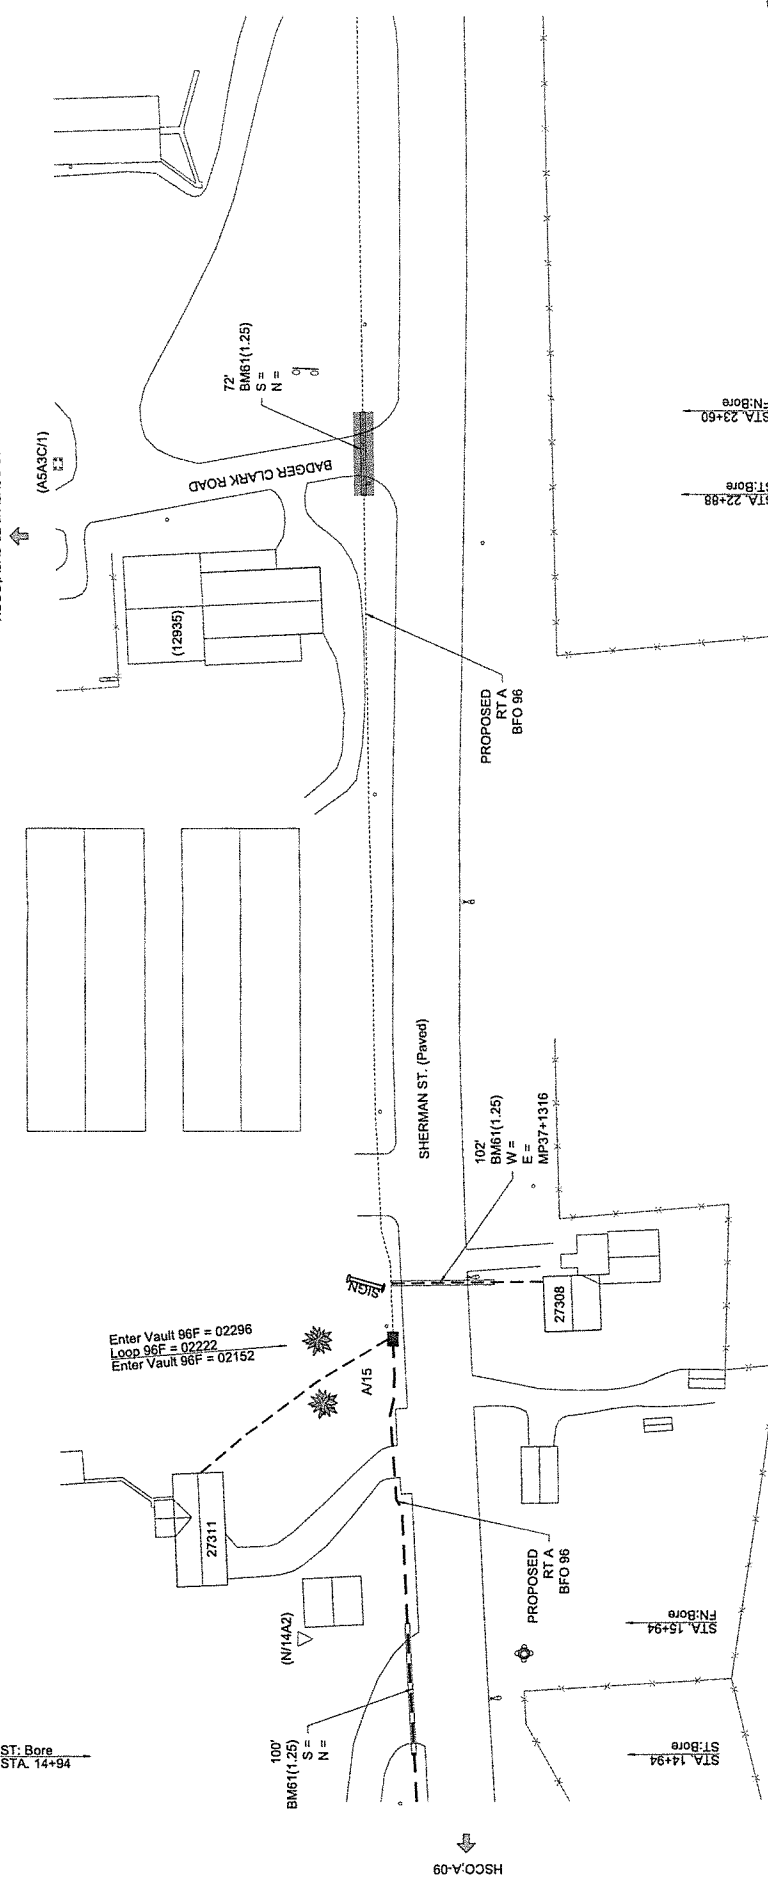 (A5A3C/1)
72'
BM61(1.25)
S =
N =
BADGER CLARK ROAD
STA. 23+60
FN:Bore
STA. 22+88
ST:Bore
(12935)
PROPOSED
RT A
BFO 96
SHERMAN ST. (Paved)
102'
BM61(1.25)
W =
E =
MP37+1316
SIGN
27308
Enter Vault 96F = 02296
Loop 96F = 02222
Enter Vault 96F = 02152
A/15
27311
PROPOSED
RT A
BFO 96
(N/14A2)
STA. 15+94
FN:Bore
100'
BM61(1.25)
S =
N =
ST: Bore
STA. 14+94
STA. 14+94
ST:Bore
HSCO;A-09